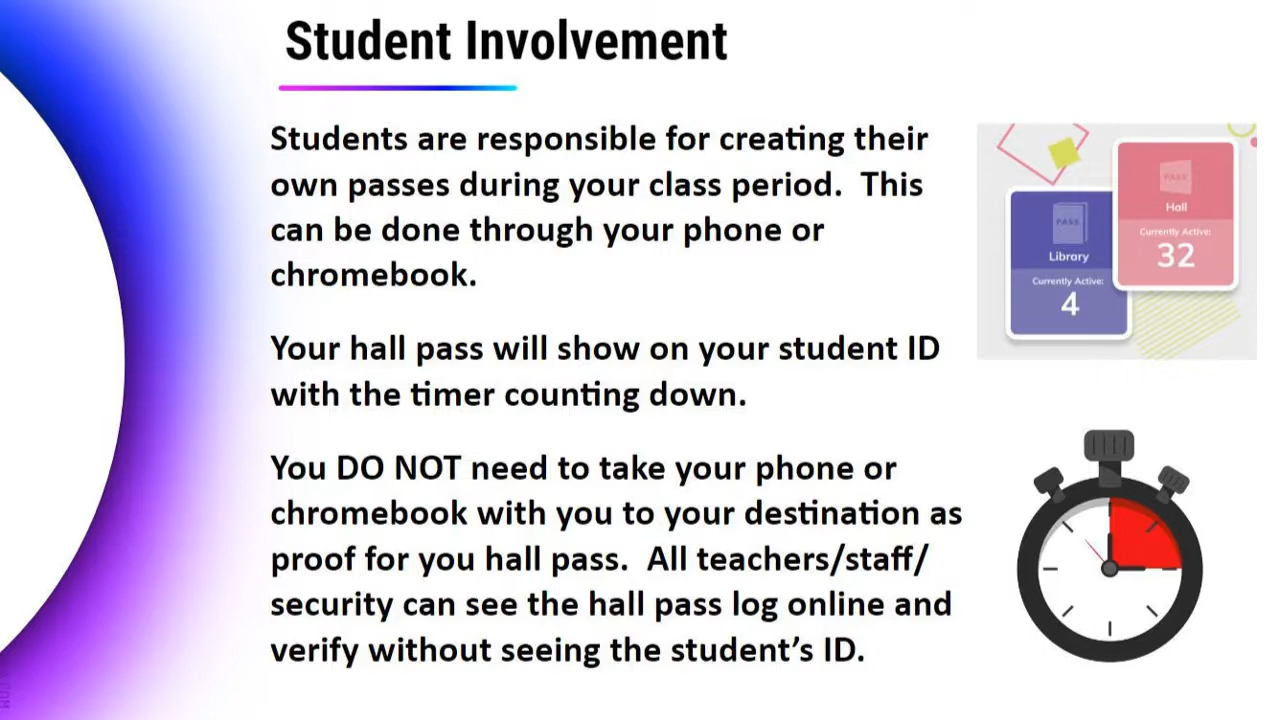 Student Involvement
Students are responsible for creating their
own passes during your class period.  This
can be done through your phone or
chromebook.
Your hall pass will show on your student ID
with the timer counting down.
You DO NOT need to take your phone or
chromebook with you to your destination as
proof for you hall pass.  All teachers/staff/
security can see the hall pass log online and
verify without seeing the student’s ID.
PASS
Hall
Currently Active:
32
PASS
Library
Currently Active:
4